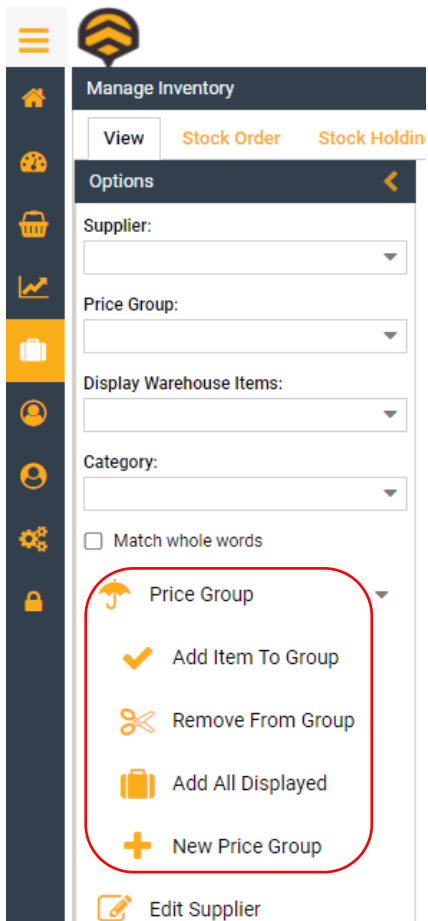 Manage Inventory
View Stock Order Stock Holdin
Options
Supplier:
Price Group:
Display Warehouse Items:
Category:
Match whole words
Price Group
Add Item To Group
Remove From Group
Add All Displayed
New Price Group
Edit Supplier